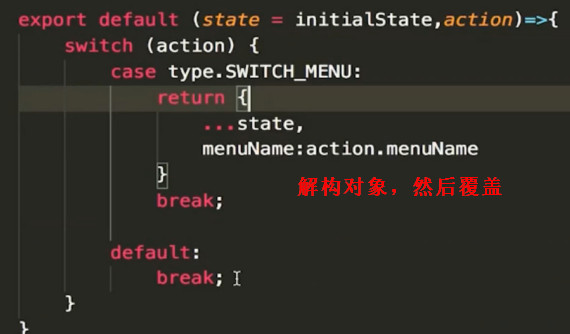 export default (state = initialState,action)=>{
switch (action) {
case type.SWITCH_MENU:
return {
...state,
menuName:action.menuName
}
解构对象，然后覆盖
break;
default:
break;
}
}